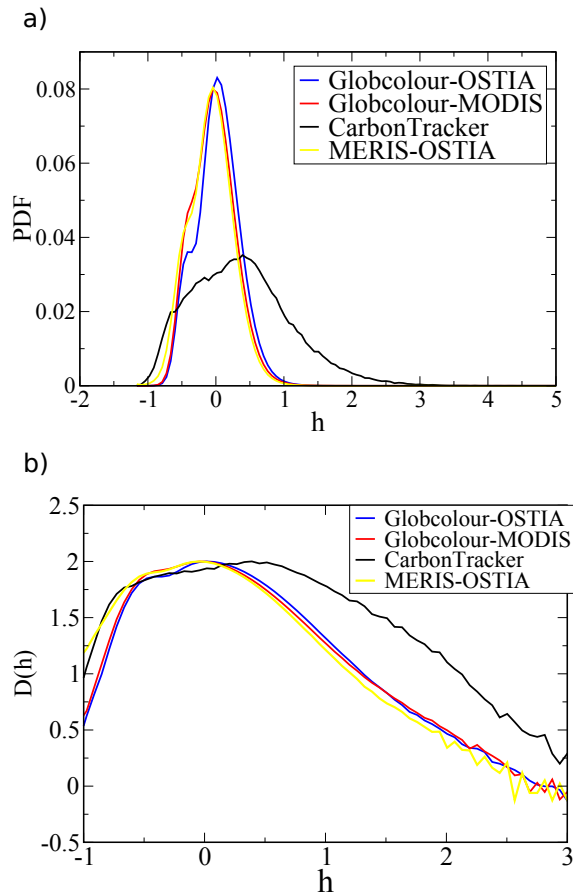 a)
0.08
0.06
0.04
0.02
0
PDF
-2 -1 0 1 2 3 4 5
h
Globcolour-OSTIA
Globcolour-MODIS
CarbonTracker
MERIS-OSTIA
b)
2.5
2
1.5
1
0.5
0
-0.5
D(h)
-1 0 1 2 3
h
Globcolour-OSTIA
Globcolour-MODIS
CarbonTracker
MERIS-OSTIA